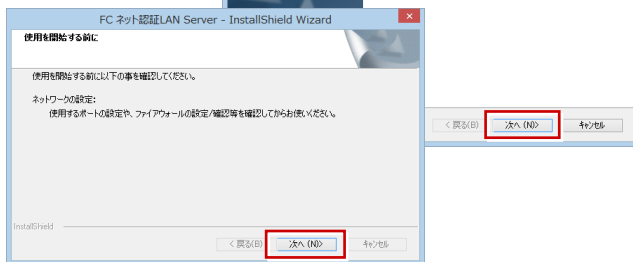 FC ネット認証LAN Server - InstallShield Wizard
使用を開始する前に
使用を開始する前に以下の事を確認してください。
ネットワークの設定:
使用するポートの設定や、ファイアウォールの設定/確認等を確認してからお使いください。
InstallShield
< 戻る(B) 次へ (N)> キャンセル
< 戻る(B) 次へ (N)> キャンセル